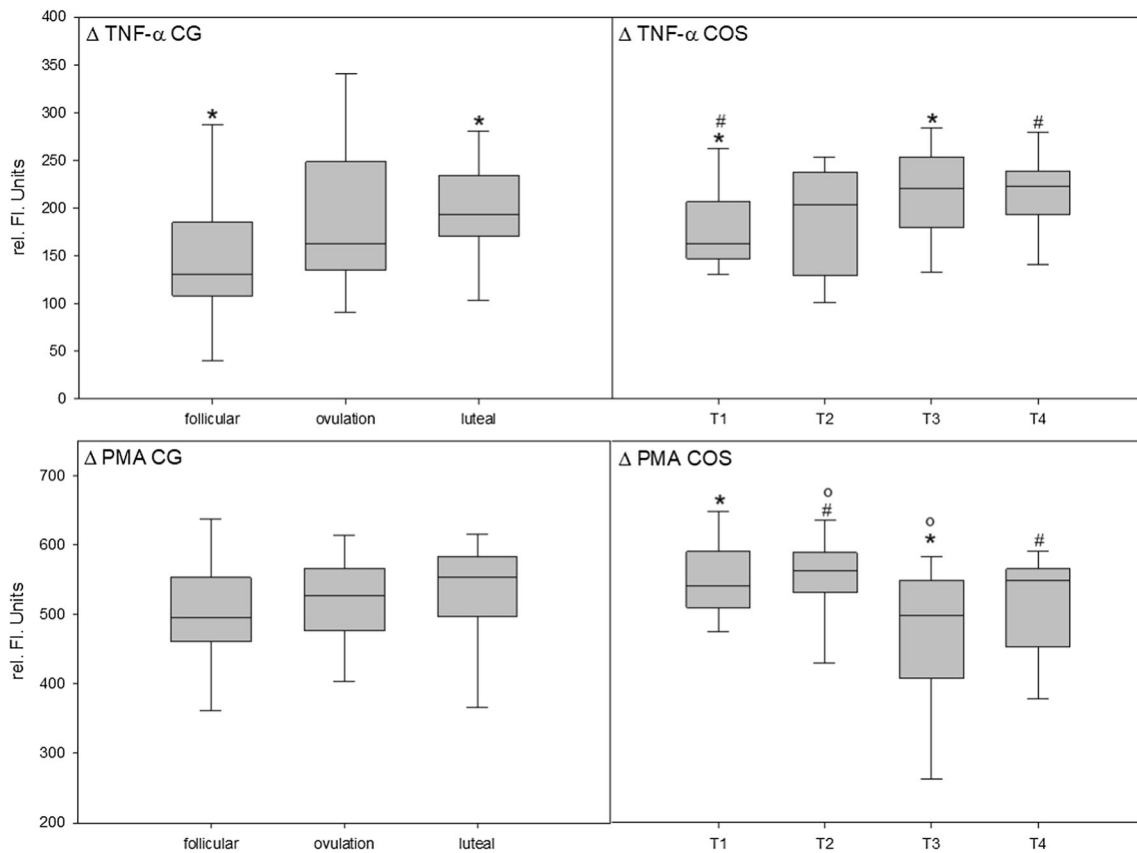 Δ TNF-α CG
Δ TNF-α COS
rel. Fl. Units
400
350
300
250
200
150
100
50
0
*
*
#
*
*
#
follicular
ovulation
luteal
T1
T2
T3
T4
Δ PMA CG
Δ PMA COS
rel. Fl. Units
700
600
500
400
300
200
*
o
#
o
*
#
follicular
ovulation
luteal
T1
T2
T3
T4